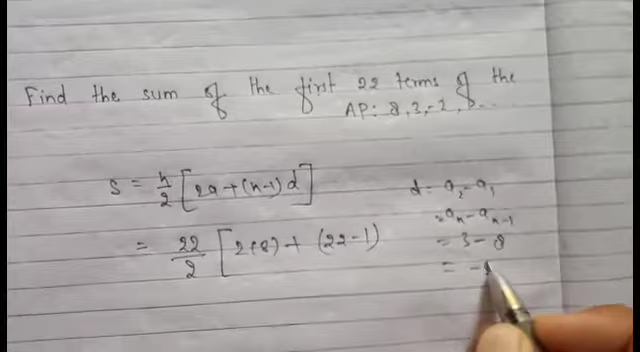 Find the sum of the first 22 terms of the
AP: 8, 3, -2, ...
S = n/2 [2a + (n-1) d]
d = a₂ - a₁
= aₙ - aₙ₋₁
= 22/2 [2(8) + (22-1)
= 3 - 8
= -